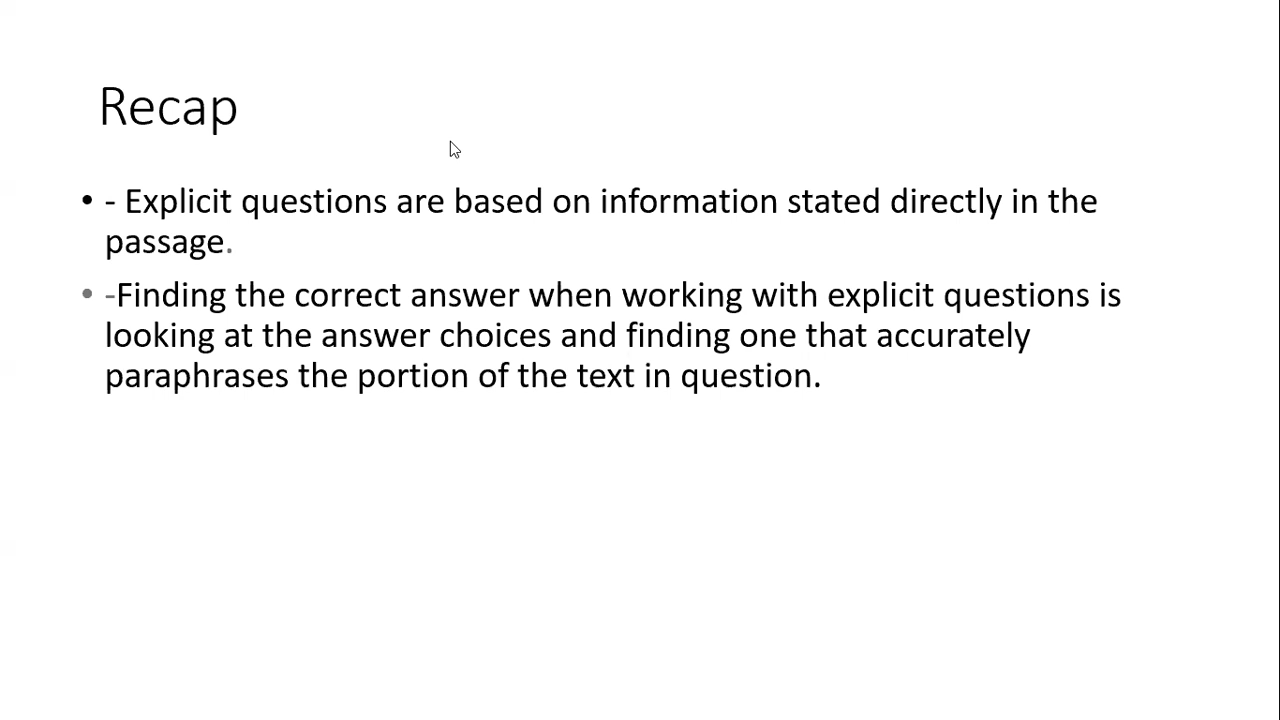 Recap
• - Explicit questions are based on information stated directly in the
passage.
• -Finding the correct answer when working with explicit questions is
looking at the answer choices and finding one that accurately
paraphrases the portion of the text in question.